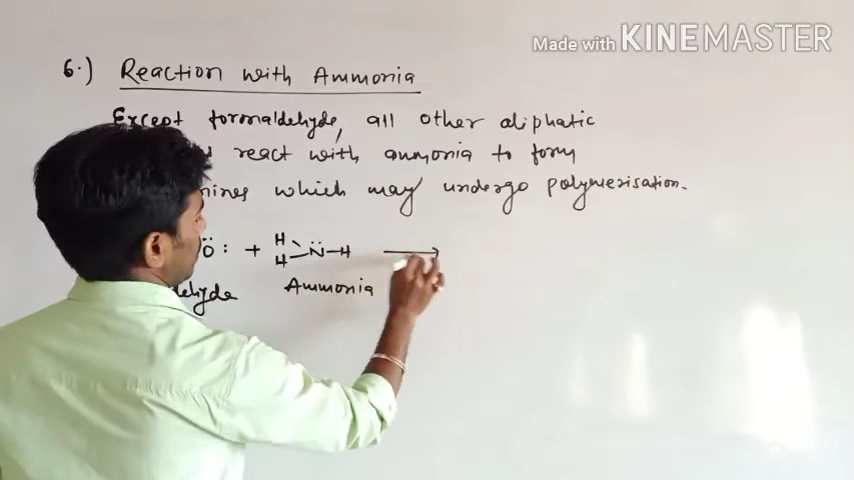 Made with KINEMASTER
6.) Reaction with Ammonia
Except formaldehyde, all other aliphatic
react with ammonia to form
which may undergo polymerisation.
Ö: + H H N̈-H →
Ammonia